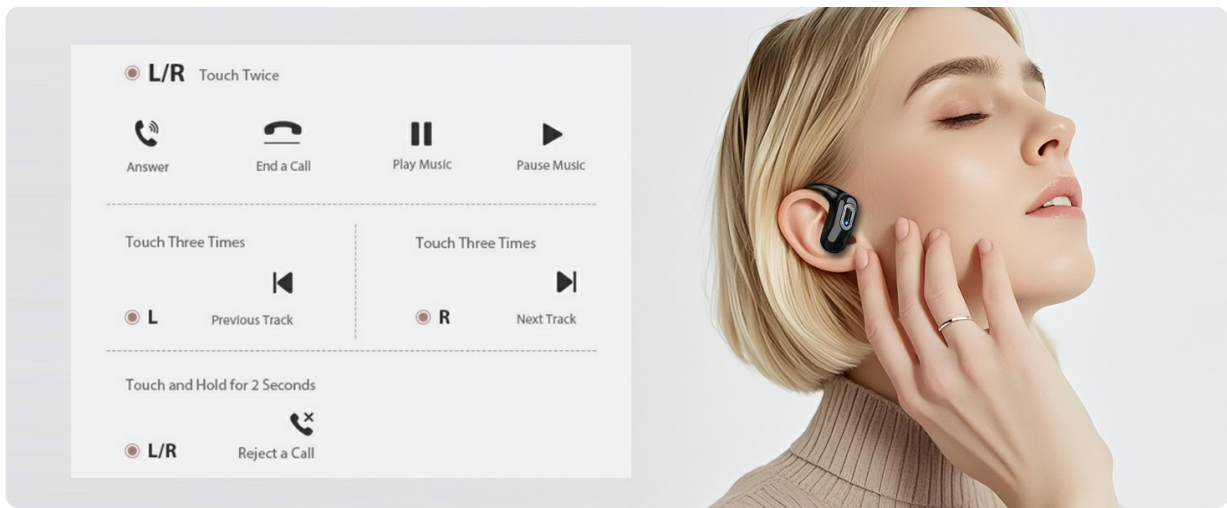 L/R Touch Twice
Answer
End a Call
Play Music
Pause Music
Touch Three Times
Previous Track
L
Touch Three Times
Next Track
R
Touch and Hold for 2 Seconds
Reject a Call
L/R